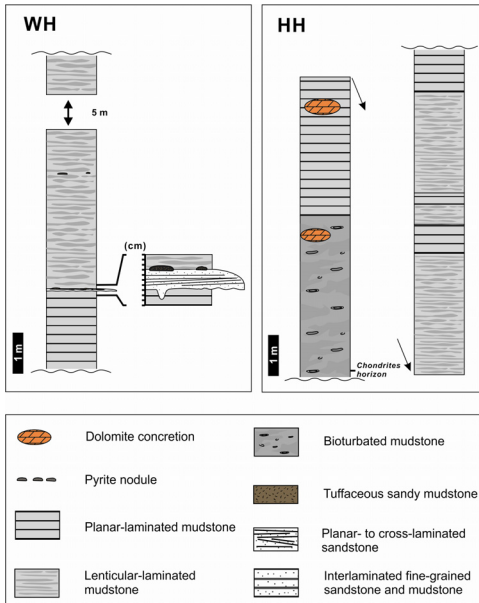 WH
5 m
(cm)
1 m
HH
Chondrites
horizon
1 m
Dolomite concretion
Pyrite nodule
Planar-laminated mudstone
Lenticular-laminated
mudstone
Bioturbated mudstone
Tuffaceous sandy mudstone
Planar- to cross-laminated
sandstone
Interlaminated fine-grained
sandstone and mudstone